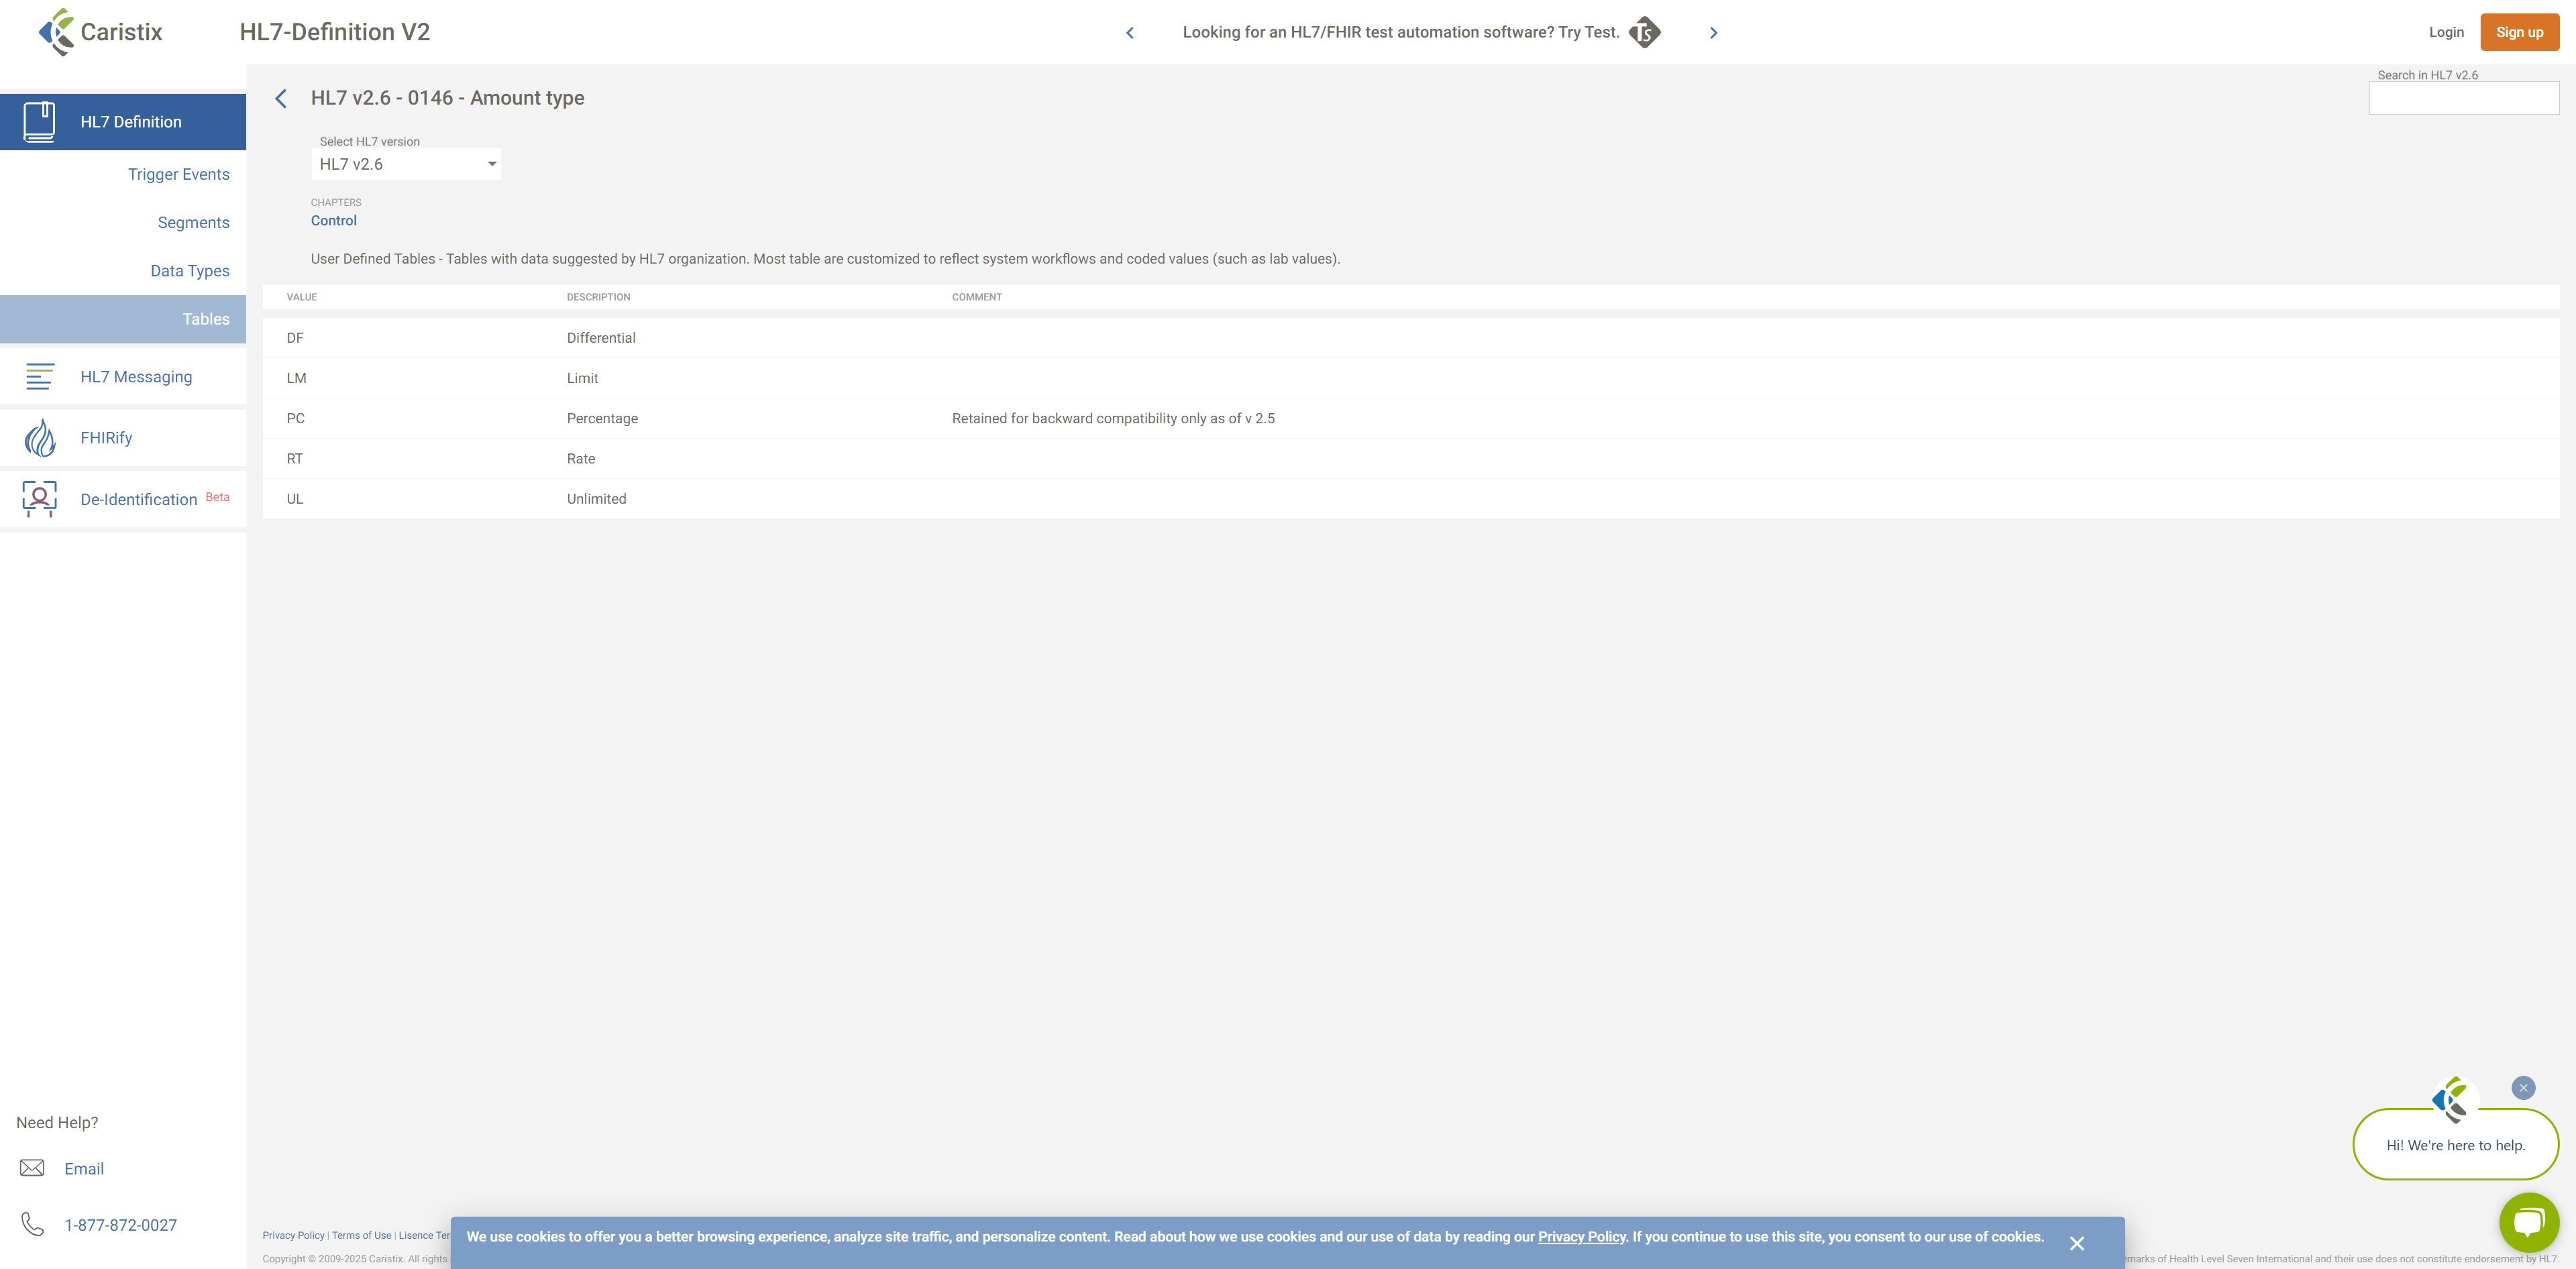 Caristix
HL7-Definition V2
Looking for an HL7/FHIR test automation software? Try Test.
Ts
Login
Sign up
HL7 Definition
Trigger Events
Segments
Data Types
Tables
HL7 Messaging
FHIRify
De-Identification Beta
HL7 v2.6 - 0146 - Amount type
Search in HL7 v2.6
Select HL7 version
HL7 v2.6
CHAPTERS
Control
User Defined Tables - Tables with data suggested by HL7 organization. Most table are customized to reflect system workflows and coded values (such as lab values).
VALUE DESCRIPTION COMMENT
DF Differential
LM Limit
PC Percentage Retained for backward compatibility only as of v 2.5
RT Rate
UL Unlimited
Need Help?
Email
1-877-872-0027
Hi! We're here to help.
Privacy Policy | Terms of Use | Lisence
Copyright © 2009-2025 Caristix. All rights
We use cookies to offer you a better browsing experience, analyze site traffic, and personalize content. Read about how we use cookies and our use of data by reading our Privacy Policy. If you continue to use this site, you consent to our use of cookies.
of Health Level Seven International and their use does not constitute endorsement by HL7.